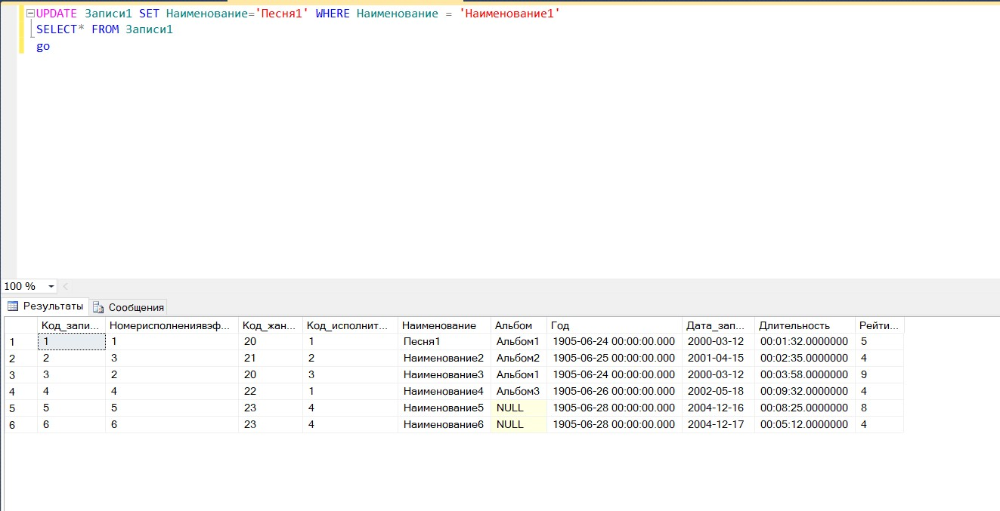 UPDATE Записи1 SET Наименование='Песня1' WHERE Наименование = 'Наименование1'
SELECT* FROM Записи1
go
100 %
Результаты Сообщения
Код_запи... Номерисполнениявэф... Код_жан... Код_исполнит... Наименование Альбом Год Дата_зап... Длительность Рейти...
1 1 1 20 1 Песня1 Альбом1 1905-06-24 00:00:00.000 2000-03-12 00:01:32.0000000 5
2 2 3 21 2 Наименование2 Альбом2 1905-06-25 00:00:00.000 2001-04-15 00:02:35.0000000 4
3 3 2 20 3 Наименование3 Альбом1 1905-06-24 00:00:00.000 2000-03-12 00:03:58.0000000 9
4 4 4 22 1 Наименование4 Альбом3 1905-06-26 00:00:00.000 2002-05-18 00:09:32.0000000 4
5 5 5 23 4 Наименование5 NULL 1905-06-28 00:00:00.000 2004-12-16 00:08:25.0000000 8
6 6 6 23 4 Наименование6 NULL 1905-06-28 00:00:00.000 2004-12-17 00:05:12.0000000 4